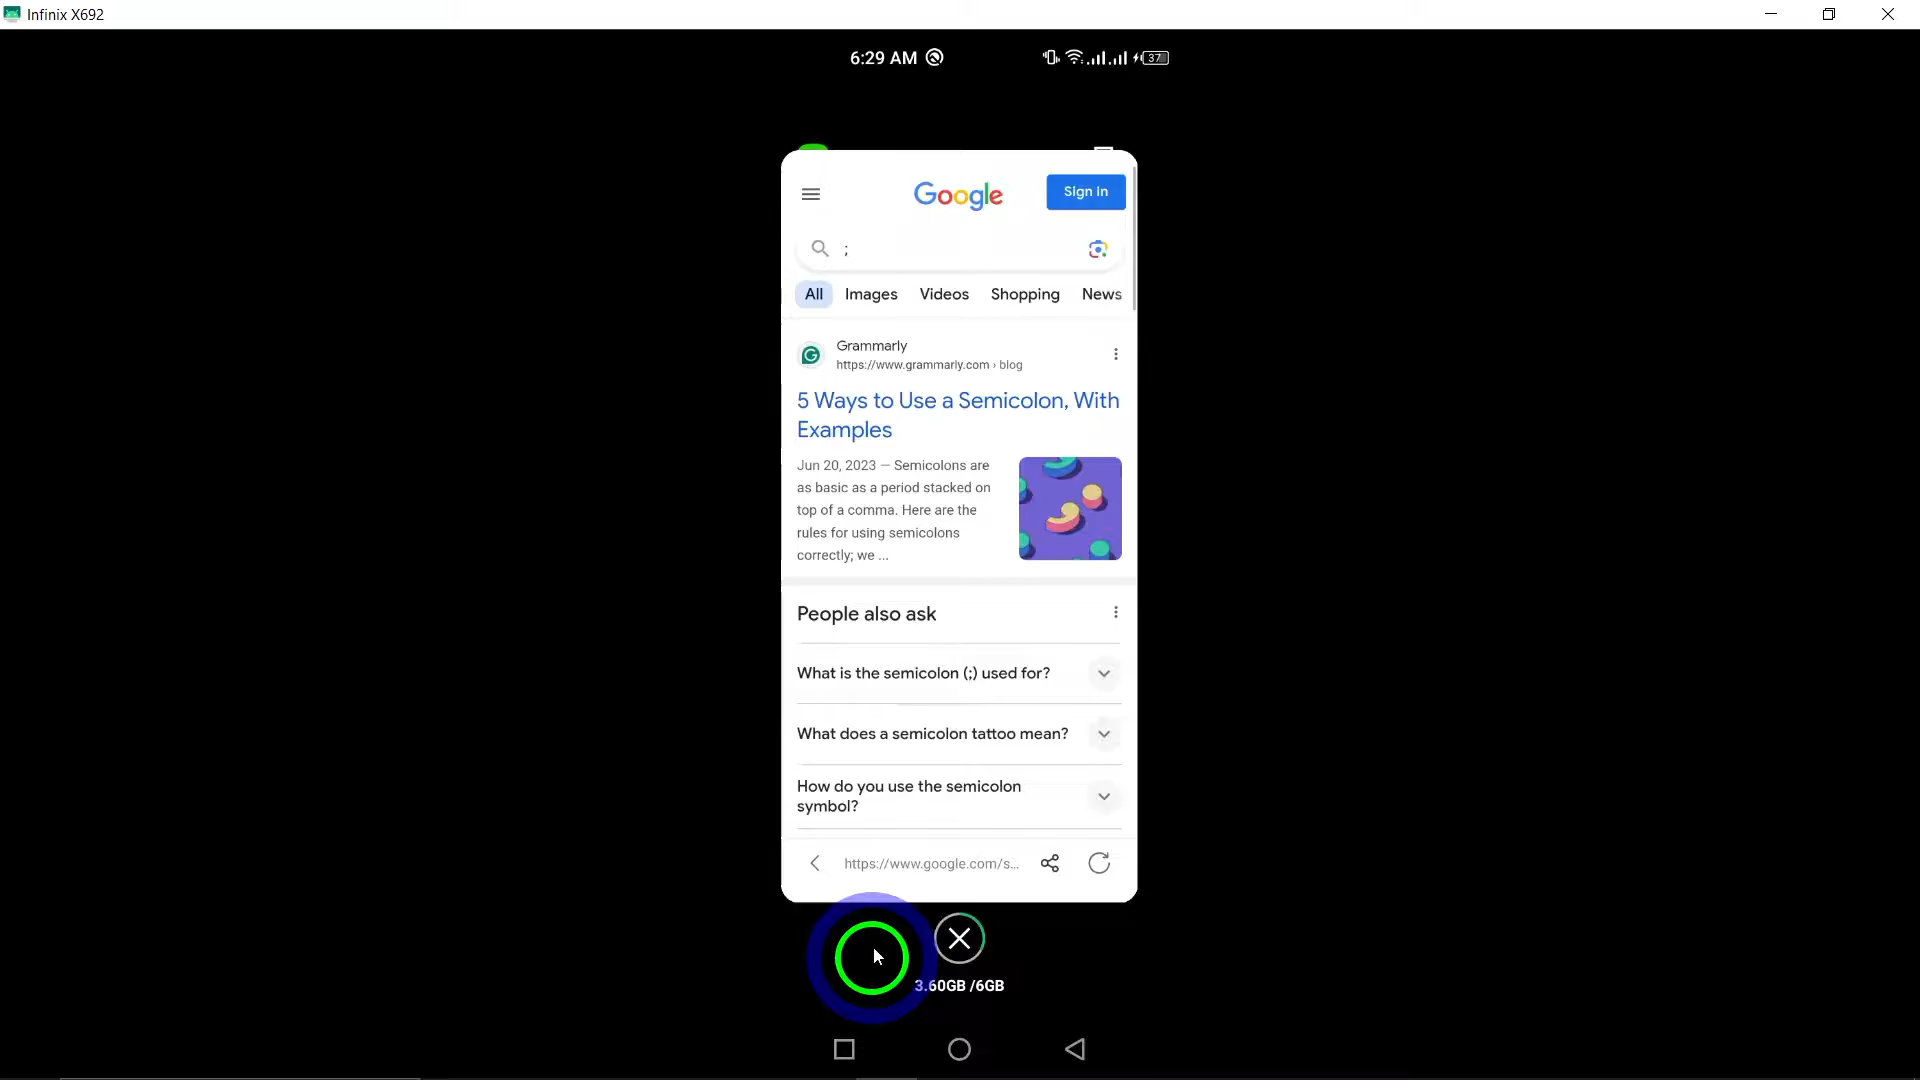 Infinix X692
6:29 AM
37
Google
Sign in
;
All Images Videos Shopping News
Grammarly
https://www.grammarly.com › blog
5 Ways to Use a Semicolon, With
Examples
Jun 20, 2023 — Semicolons are
as basic as a period stacked on
top of a comma. Here are the
rules for using semicolons
correctly; we ...
People also ask
What is the semicolon (;) used for?
What does a semicolon tattoo mean?
How do you use the semicolon
symbol?
https://www.google.com/s...
3.60GB /6GB